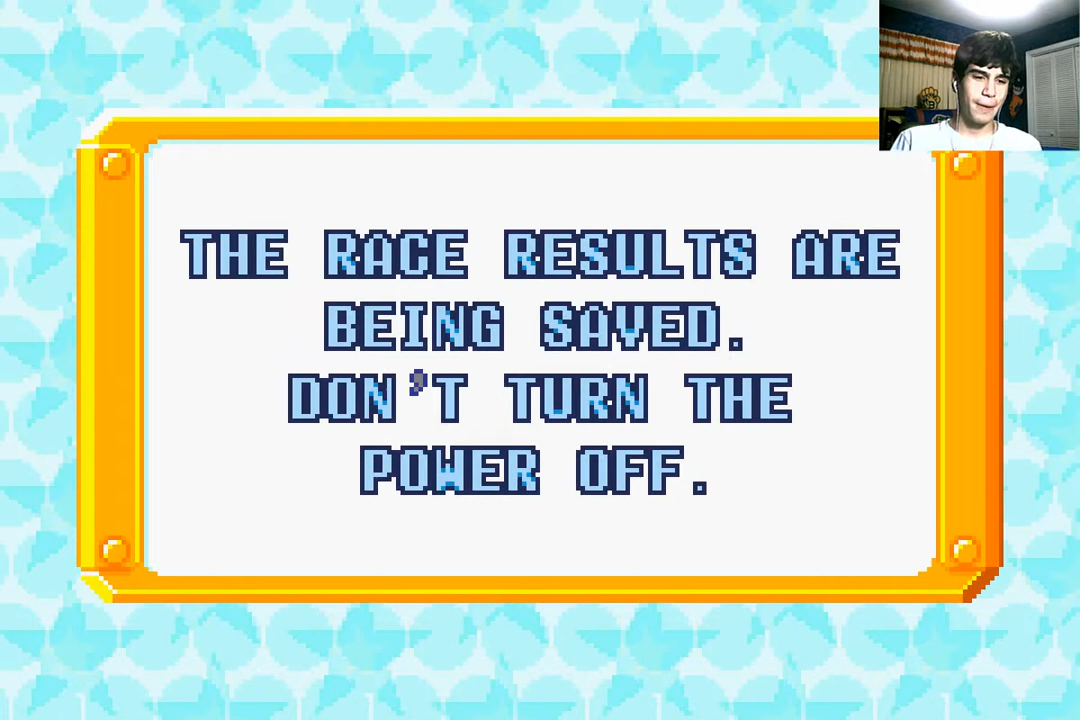 THE RACE RESULTS ARE
BEING SAVED.
DON'T TURN THE
POWER OFF.